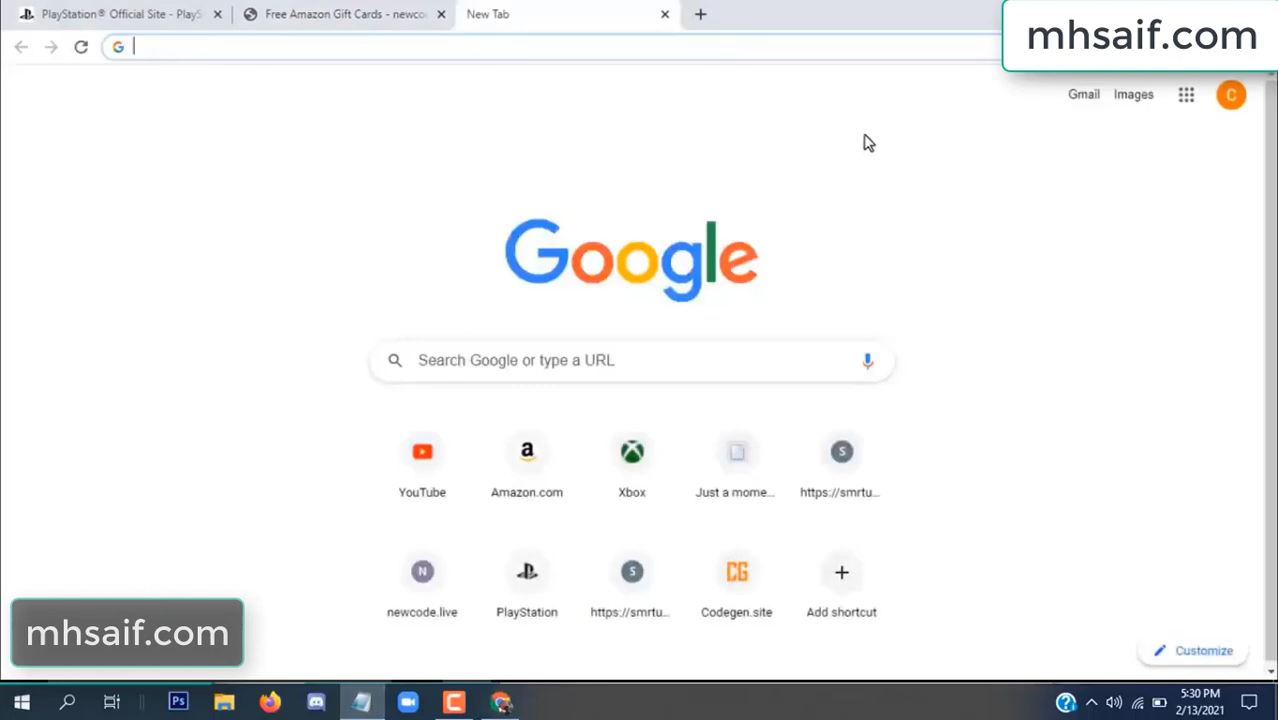 PlayStation® Official Site - PlayS
Free Amazon Gift Cards - newco
New Tab
mhsaif.com
Gmail
Images
C
Google
Search Google or type a URL
YouTube
a
Amazon.com
Xbox
Just a mome...
S
https://smrtu...
N
newcode.live
PlayStation
S
https://smrtu...
CG
Codegen.site
Add shortcut
Customize
mhsaif.com
Ps
5:30 PM
2/13/2021